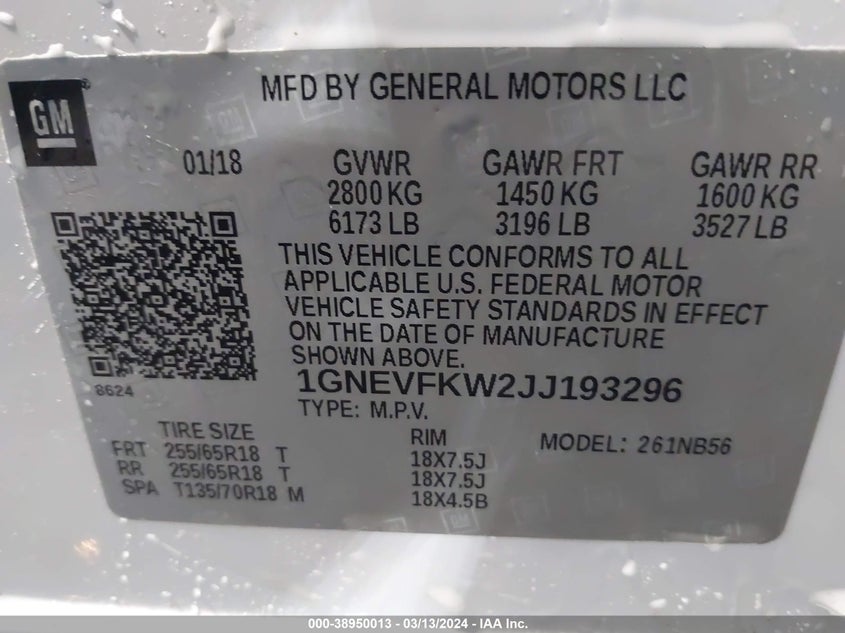 GM
MFD BY GENERAL MOTORS LLC
01/18 GVWR GAWR FRT GAWR RR
2800 KG 1450 KG 1600 KG
6173 LB 3196 LB 3527 LB
THIS VEHICLE CONFORMS TO ALL
APPLICABLE U.S. FEDERAL MOTOR
VEHICLE SAFETY STANDARDS IN EFFECT
ON THE DATE OF MANUFACTURE
SHOWN ABOVE.
8624
1GNEVFKW2JJ193296
TYPE: M.P.V.
TIRE SIZE RIM MODEL: 261NB56
FRT 255/65R18 T 18X7.5J
RR 255/65R18 T 18X7.5J
SPA T135/70R18 M 18X4.5B
000-38950013 - 03/13/2024 - IAA Inc.